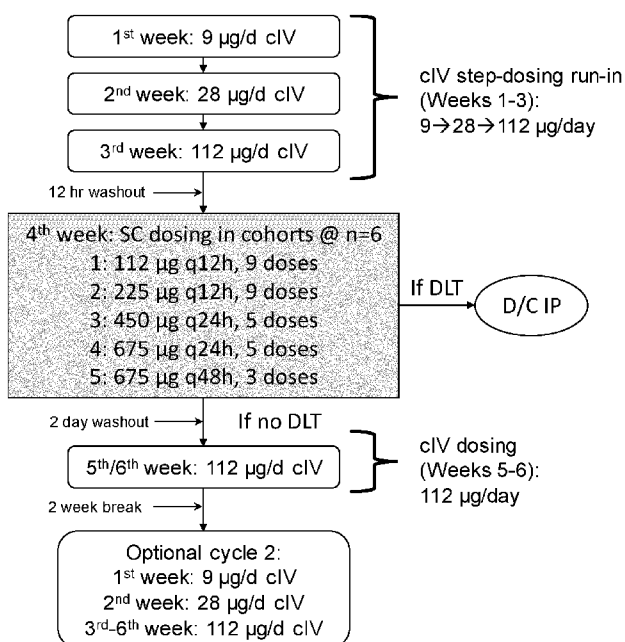 1st week: 9 µg/d cIV
2nd week: 28 µg/d cIV
3rd week: 112 µg/d cIV
cIV step-dosing run-in
(Weeks 1-3):
9→28→112 µg/day
12 hr washout
4th week: SC dosing in cohorts @ n=6
1: 112 µg q12h, 9 doses
2: 225 µg q12h, 9 doses
3: 450 µg q24h, 5 doses
4: 675 µg q24h, 5 doses
5: 675 µg q48h, 3 doses
If DLT
D/C IP
2 day washout
If no DLT
5th/6th week: 112 µg/d cIV
cIV dosing
(Weeks 5-6):
112 µg/day
2 week break
Optional cycle 2:
1st week: 9 µg/d cIV
2nd week: 28 µg/d cIV
3rd-6th week: 112 µg/d cIV